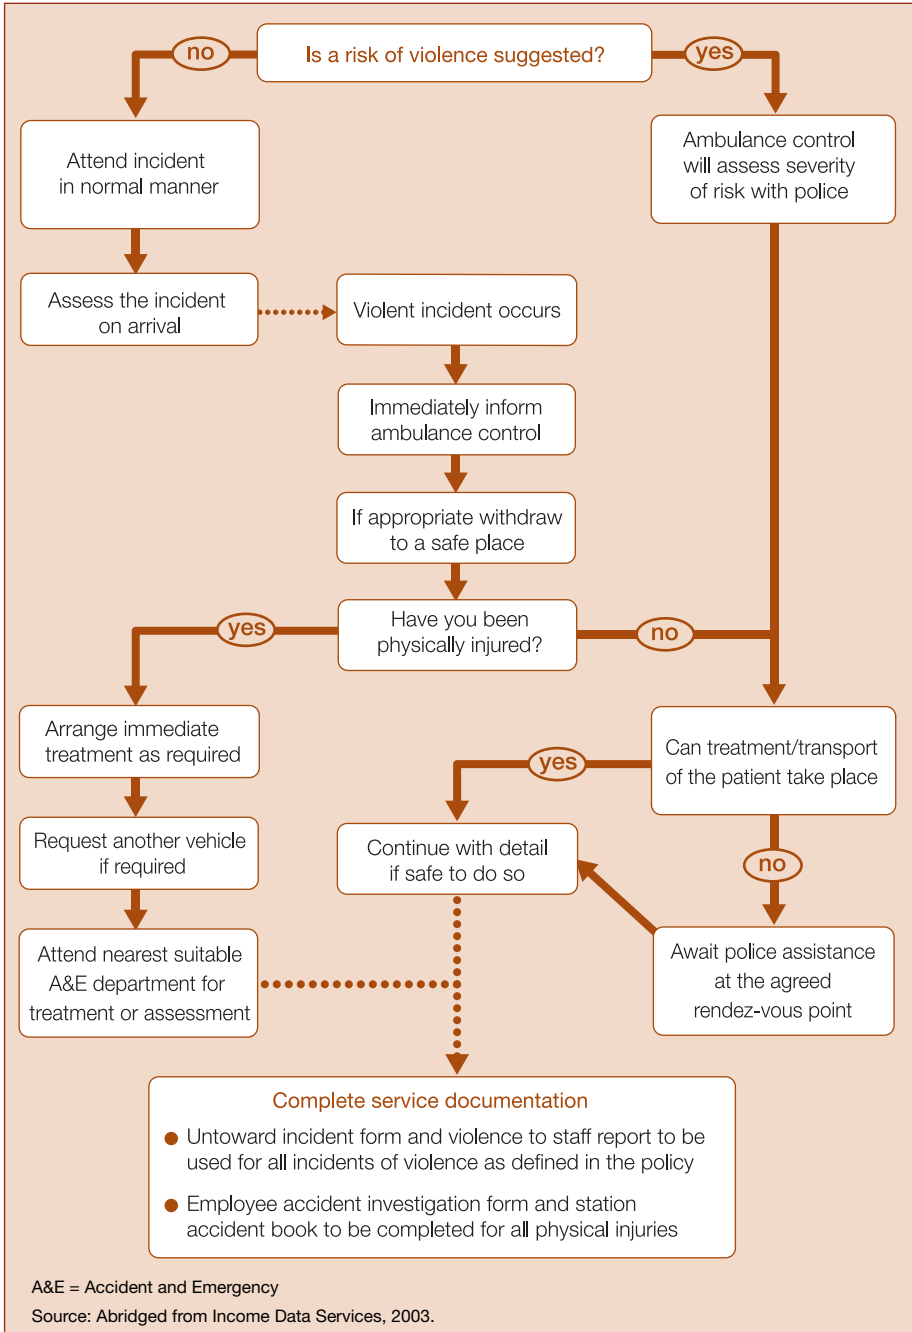 Is a risk of violence suggested?
no
yes
Attend incident
in normal manner
Ambulance control
will assess severity
of risk with police
Assess the incident
on arrival
Violent incident occurs
Immediately inform
ambulance control
If appropriate withdraw
to a safe place
Have you been
physically injured?
yes
no
Arrange immediate
treatment as required
Can treatment/transport
of the patient take place
yes
no
Request another vehicle
if required
Continue with detail
if safe to do so
Attend nearest suitable
A&E department for
treatment or assessment
Await police assistance
at the agreed
rendez-vous point
Complete service documentation
● Untoward incident form and violence to staff report to be
used for all incidents of violence as defined in the policy
● Employee accident investigation form and station
accident book to be completed for all physical injuries
A&E = Accident and Emergency
Source: Abridged from Income Data Services, 2003.